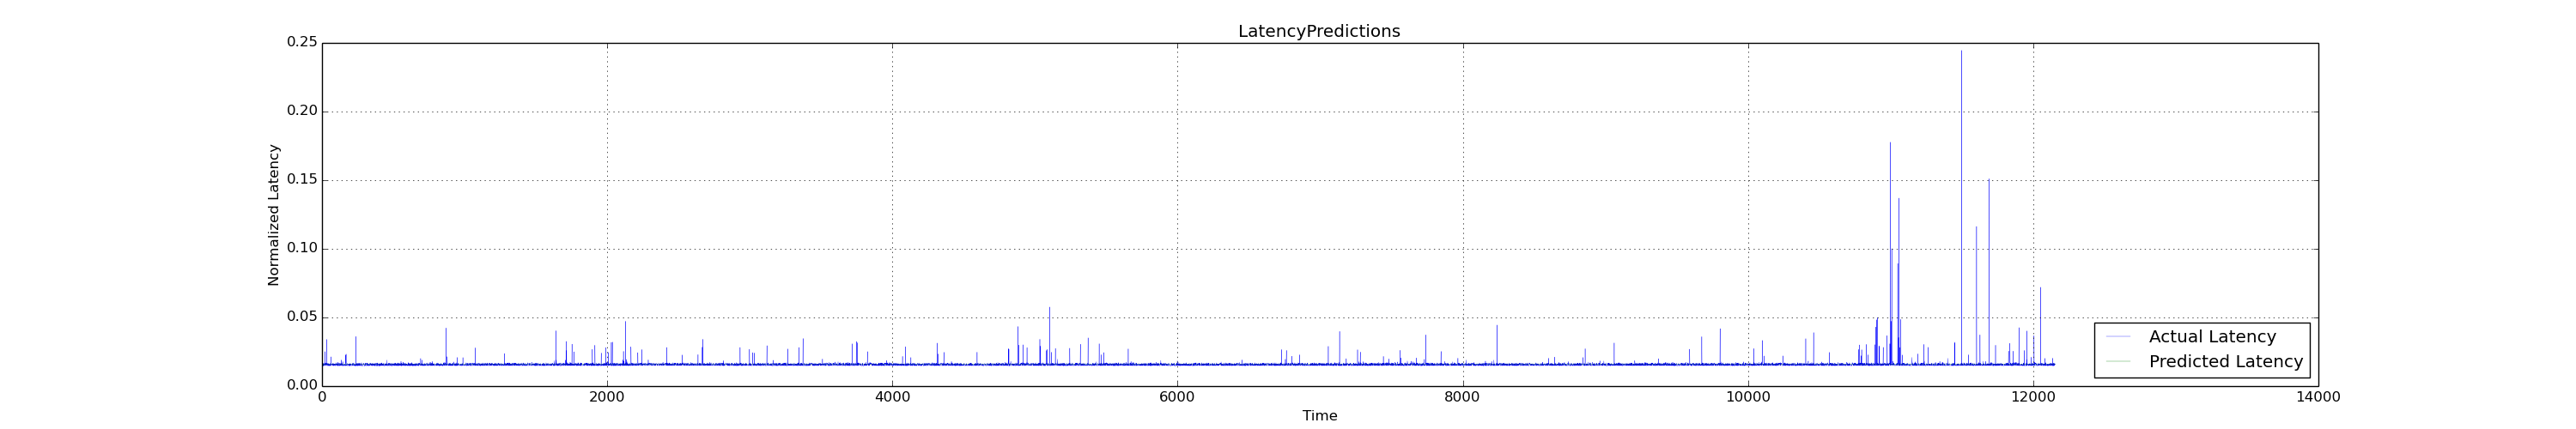 LatencyPredictions
0.25
0.20
0.15
0.10
0.05
0.00
Normalized Latency
0 2000 4000 6000 8000 10000 12000 14000
Time
Actual Latency
Predicted Latency